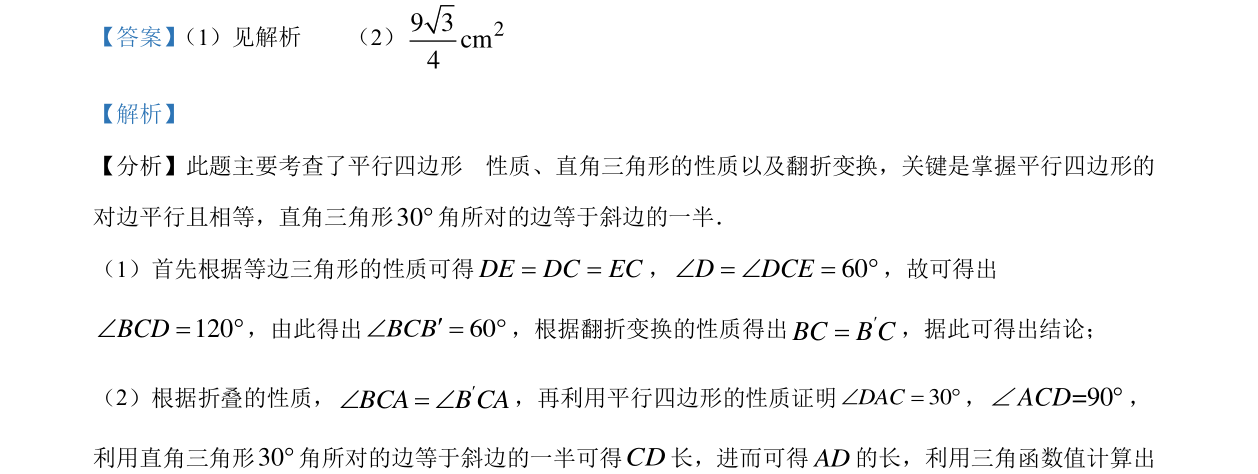 【答案】（1）见解析 （2）$\frac{9\sqrt{3}}{4}$cm²
【解析】
【分析】此题主要考查了平行四边形 性质、直角三角形的性质以及翻折变换，关键是掌握平行四边形的
对边平行且相等，直角三角形30°角所对的边等于斜边的一半．
（1）首先根据等边三角形的性质可得DE = DC = EC，∠D = ∠DCE = 60°，故可得出
∠BCD = 120°，由此得出∠BCB′ = 60°，根据翻折变换的性质得出BC = B′C，据此可得出结论；
（2）根据折叠的性质，∠BCA = ∠B′CA，再利用平行四边形的性质证明∠DAC = 30°，∠ACD=90°，
利用直角三角形30°角所对的边等于斜边的一半可得CD长，进而可得AD的长，利用三角函数值计算出